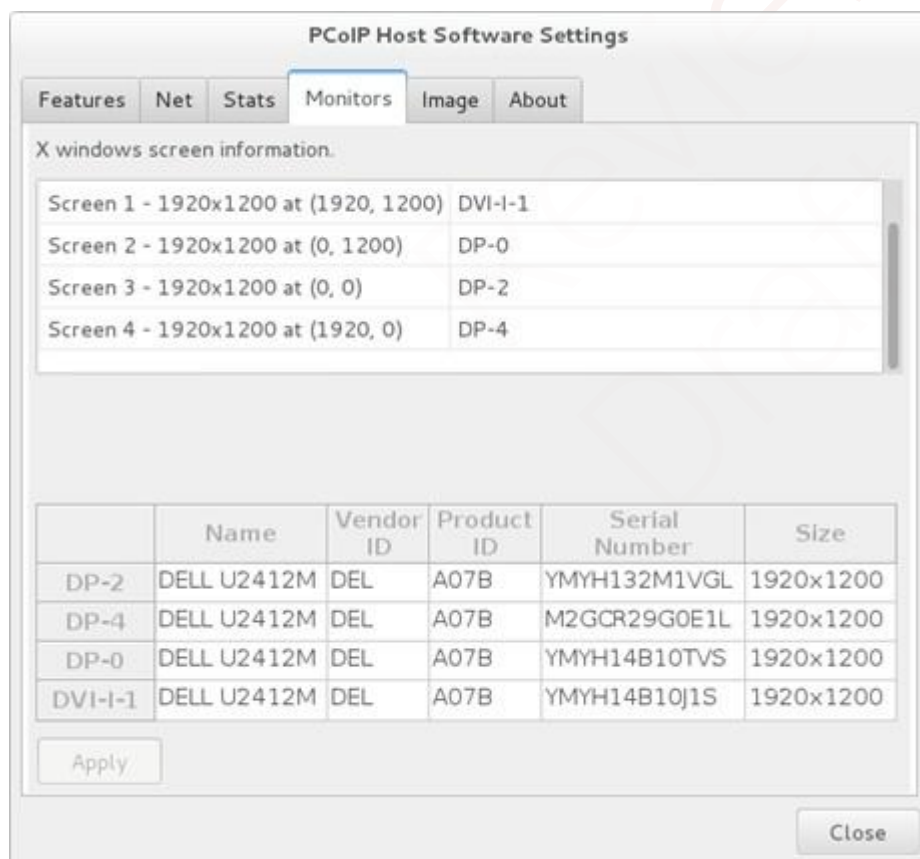 PCoIP Host Software Settings
Features Net Stats Monitors Image About
X windows screen information.
Screen 1 - 1920x1200 at (1920, 1200) DVI-I-1
Screen 2 - 1920x1200 at (0, 1200) DP-0
Screen 3 - 1920x1200 at (0, 0) DP-2
Screen 4 - 1920x1200 at (1920, 0) DP-4
Name Vendor ID Product ID Serial Number Size
DP-2 DELL U2412M DEL A07B YMYH132M1VGL 1920x1200
DP-4 DELL U2412M DEL A07B M2GCR29G0E1L 1920x1200
DP-0 DELL U2412M DEL A07B YMYH14B10TVS 1920x1200
DVI-I-1 DELL U2412M DEL A07B YMYH14B10J1S 1920x1200
Apply
Close